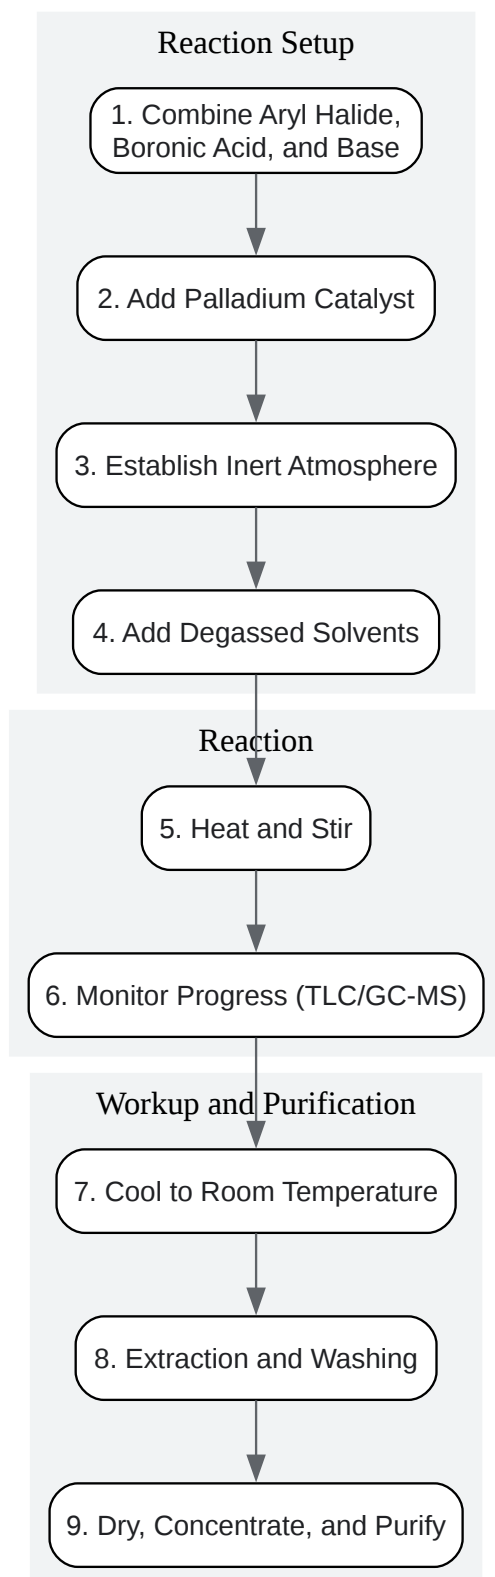 Reaction Setup
1. Combine Aryl Halide,
Boronic Acid, and Base
2. Add Palladium Catalyst
3. Establish Inert Atmosphere
4. Add Degassed Solvents
Reaction
5. Heat and Stir
6. Monitor Progress (TLC/GC-MS)
Workup and Purification
7. Cool to Room Temperature
8. Extraction and Washing
9. Dry, Concentrate, and Purify